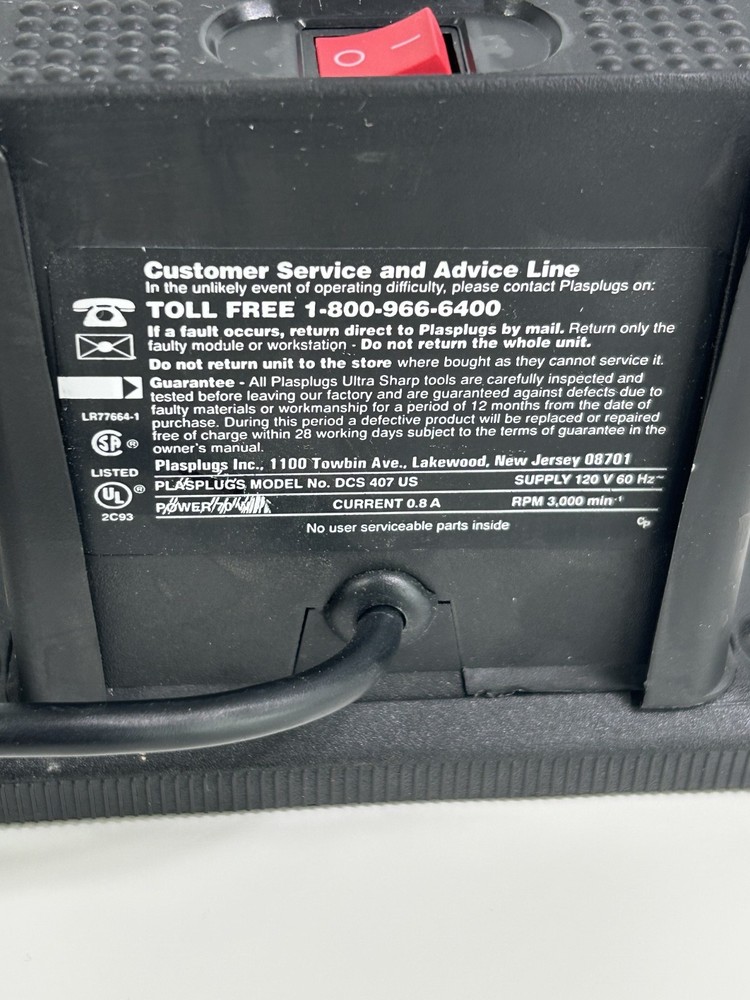 Customer Service and Advice Line
In the unlikely event of operating difficulty, please contact Plasplugs on:
TOLL FREE 1-800-966-6400
If a fault occurs, return direct to Plasplugs by mail. Return only the
faulty module or workstation - Do not return the whole unit.
Do not return unit to the store where bought as they cannot service it.
Guarantee - All Plasplugs Ultra Sharp tools are carefully inspected and
tested before leaving our factory and are guaranteed against defects due to
faulty materials or workmanship for a period of 12 months from the date of
purchase. During this period a defective product will be replaced or repaired
free of charge within 28 working days subject to the terms of guarantee in the
owner's manual.
LR77664-1
SA ®
LISTED
UL ®
2C93
Plasplugs Inc., 1100 Towbin Ave., Lakewood, New Jersey 08701
PLASPLUGS MODEL No. DCS 407 US SUPPLY 120 V 60 Hz~
POWER CURRENT 0.8 A RPM 3,000 min⁻¹
No user serviceable parts inside